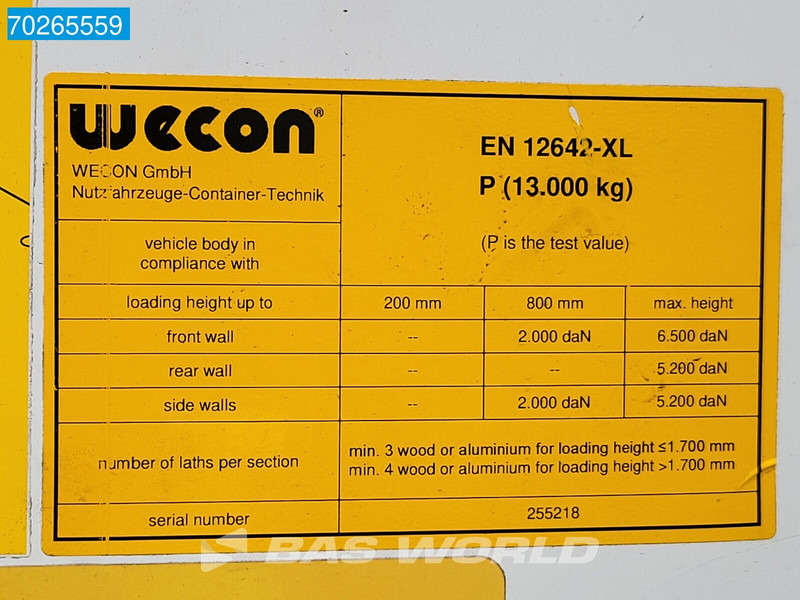 70265559
wecon®
WECON GmbH
Nutzfahrzeuge-Container-Technik
EN 12642-XL
P (13.000 kg)
(P is the test value)
vehicle body in
compliance with
loading height up to 200 mm 800 mm max. height
front wall -- 2.000 daN 6.500 daN
rear wall -- -- 5.200 daN
side walls -- 2.000 daN 5.200 daN
number of laths per section
min. 3 wood or aluminium for loading height ≤1.700 mm
min. 4 wood or aluminium for loading height >1.700 mm
serial number 255218
BAS WORLD